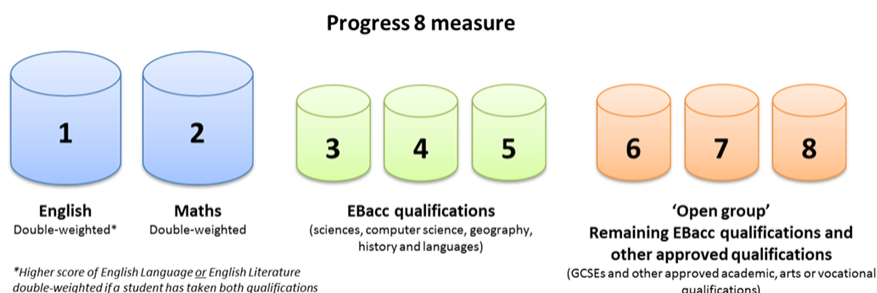 Progress 8 measure
1
2
3
4
5
6
7
8
English
Double-weighted*
Maths
Double-weighted
EBacc qualifications
(sciences, computer science, geography,
history and languages)
'Open group'
Remaining EBacc qualifications and
other approved qualifications
(GCSEs and other approved academic, arts or vocational
qualifications)
*Higher score of English Language or English Literature
double-weighted if a student has taken both qualifications